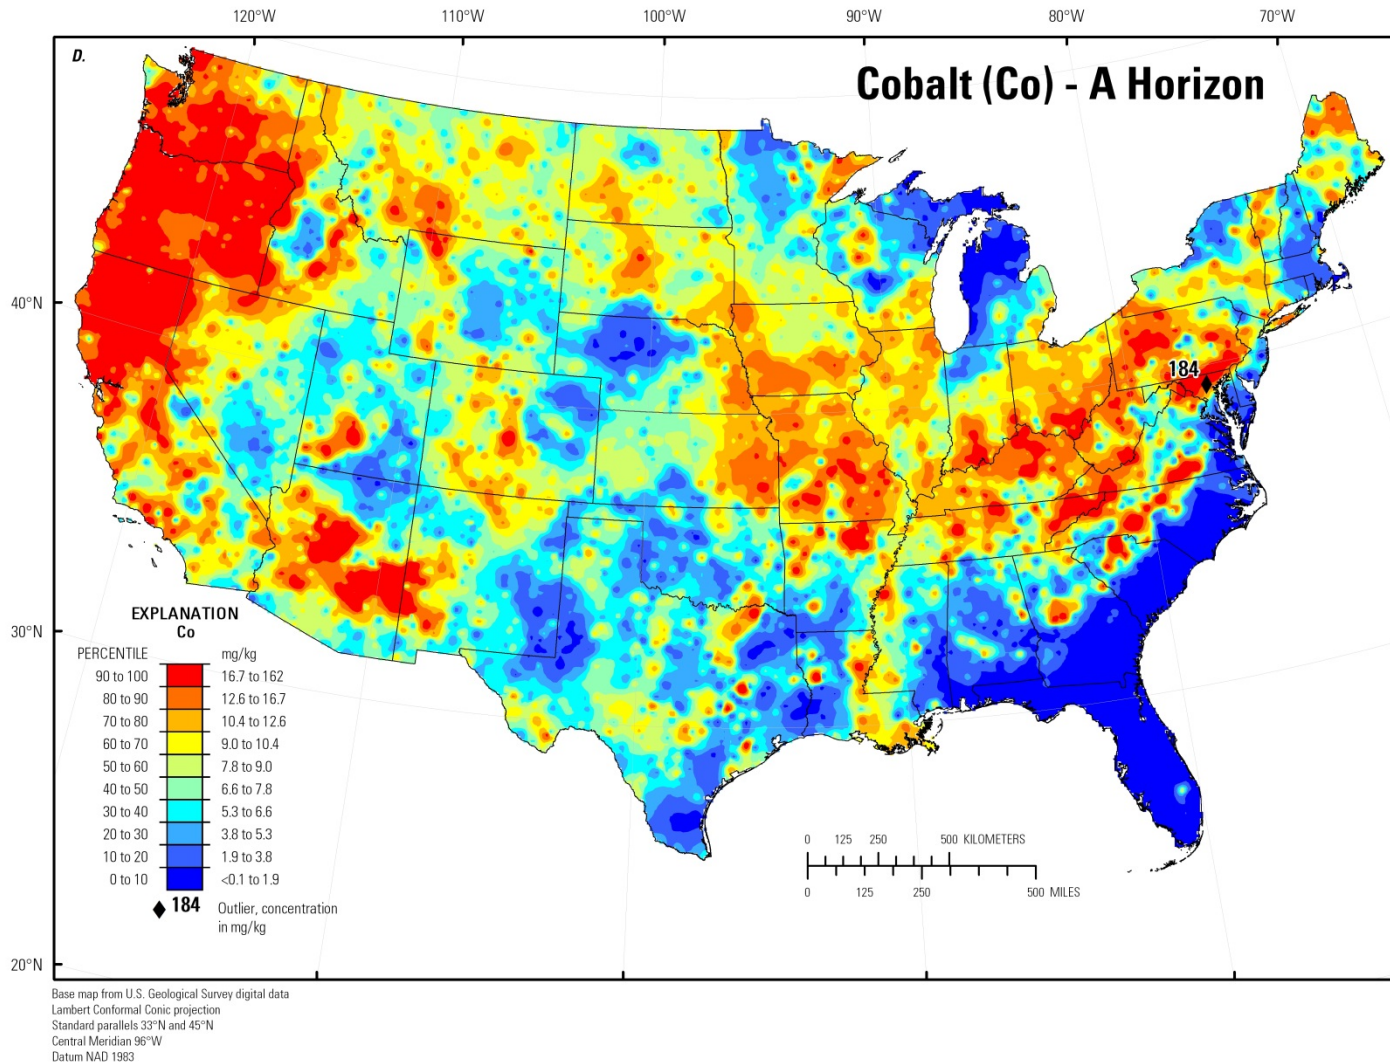 120°W 110°W 100°W 90°W 80°W 70°W
D.
Cobalt (Co) - A Horizon
40°N
184
30°N
EXPLANATION
Co
PERCENTILE mg/kg
90 to 100 16.7 to 162
80 to 90 12.6 to 16.7
70 to 80 10.4 to 12.6
60 to 70 9.0 to 10.4
50 to 60 7.8 to 9.0
40 to 50 6.6 to 7.8
30 to 40 5.3 to 6.6
20 to 30 3.8 to 5.3
10 to 20 1.9 to 3.8
0 to 10 <0.1 to 1.9
184 Outlier, concentration
in mg/kg
0 125 250 500 KILOMETERS
0 125 250 500 MILES
20°N
Base map from U.S. Geological Survey digital data
Lambert Conformal Conic projection
Standard parallels 33°N and 45°N
Central Meridian 96°W
Datum NAD 1983